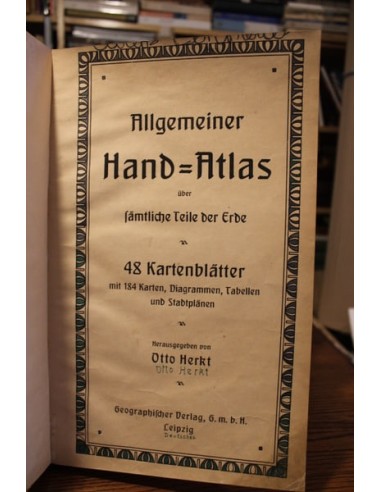 Allgemeiner
Hand=Atlas
über
sämtliche Teile der Erde
48 Kartenblätter
mit 184 Karten, Diagrammen, Tabellen
und Stadtplänen
Herausgegeben von
Otto Herkt
Otto Herkt
Geographischer Verlag, G. m. b. H.
Leipzig